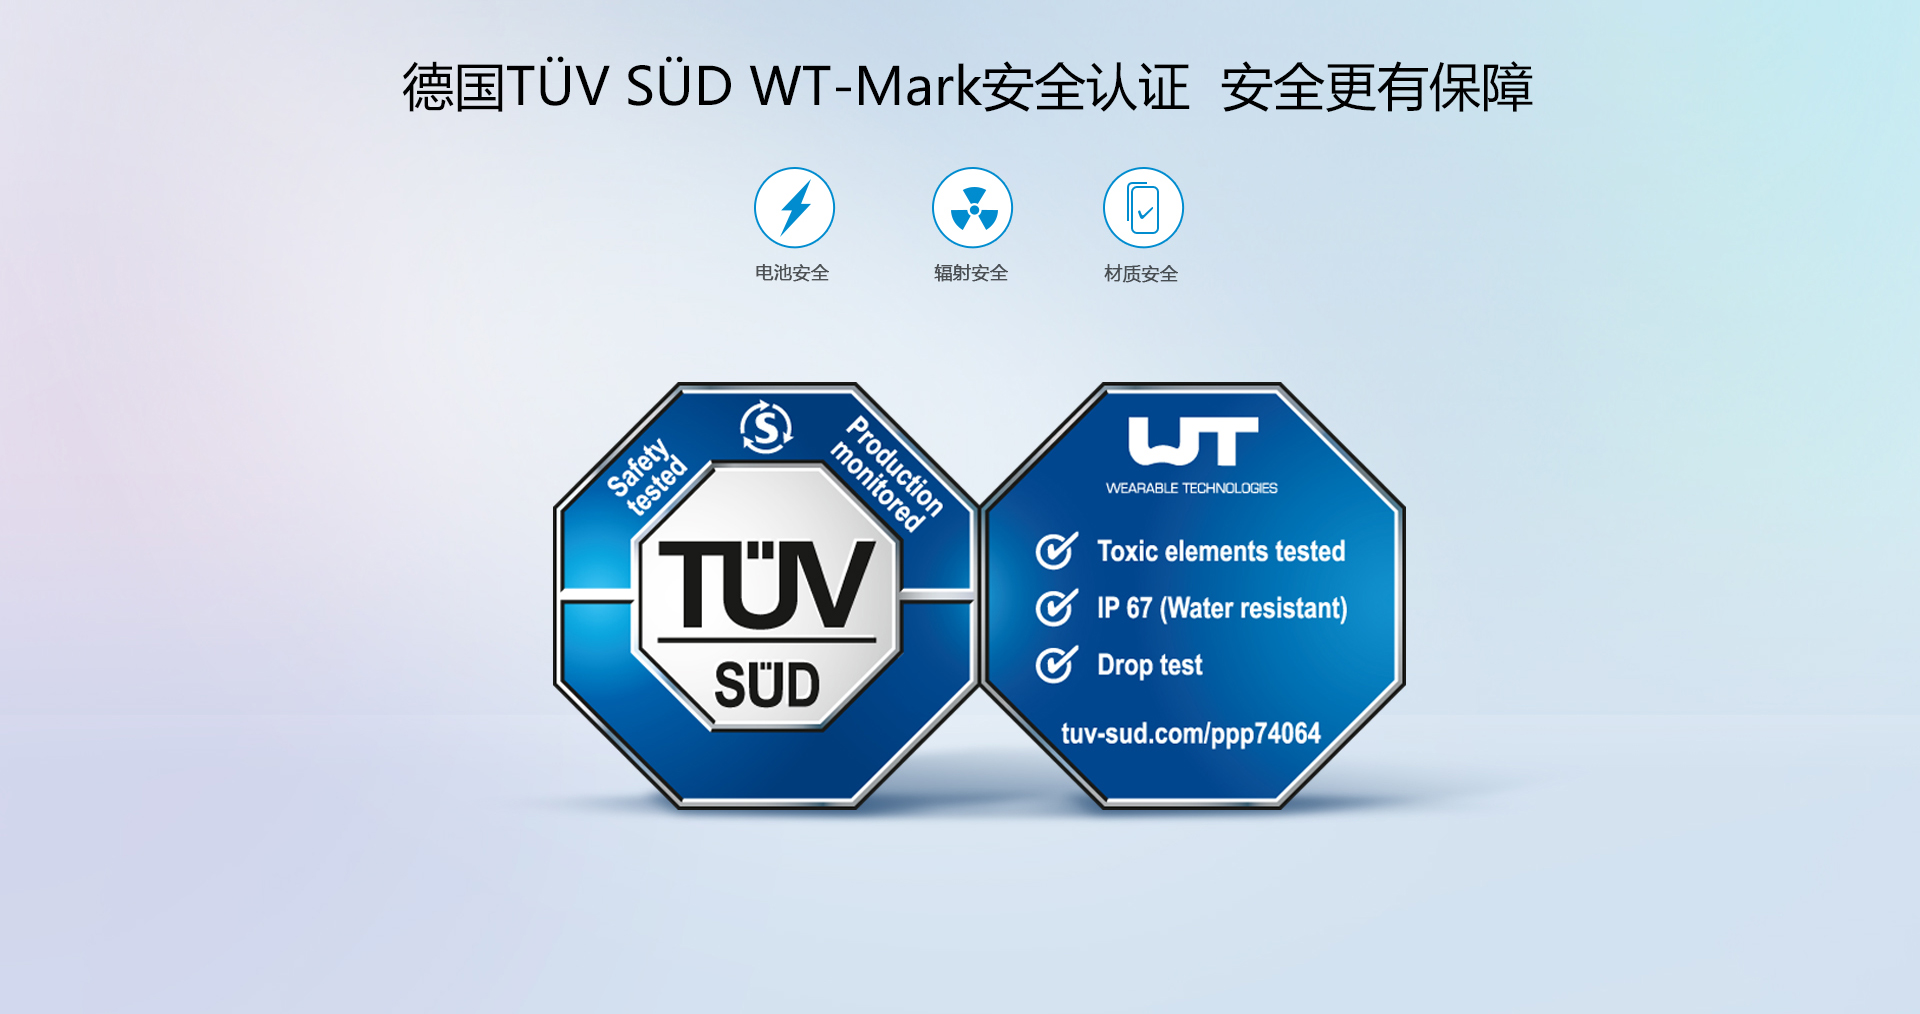 德国TÜV SÜD WT-Mark安全认证 安全更有保障
电池安全
辐射安全
材质安全
Safety
tested
S
Production
monitored
TÜV
SÜD
WT
WEARABLE TECHNOLOGIES
Toxic elements tested
IP 67 (Water resistant)
Drop test
tuv-sud.com/ppp74064